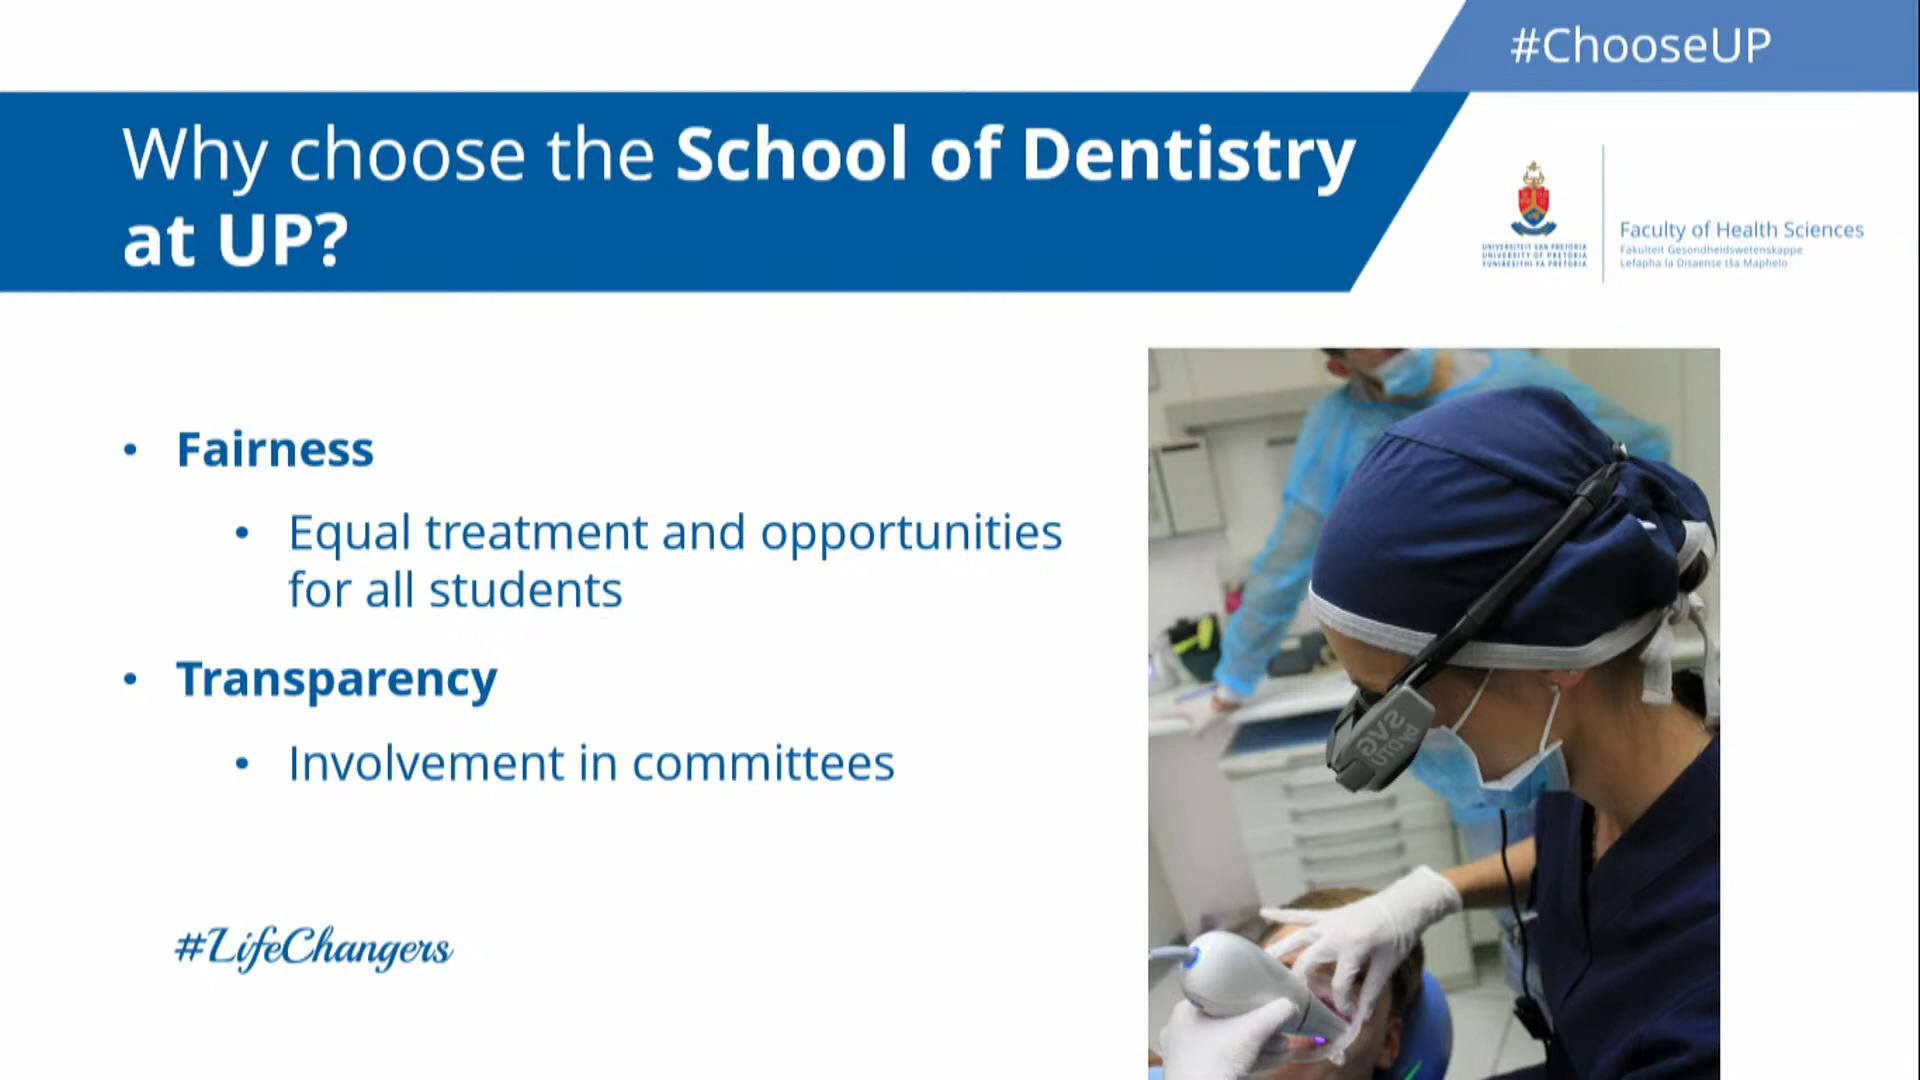 #ChooseUP
Why choose the School of Dentistry
at UP?
UNIVERSITEIT VAN PRETORIA
UNIVERSITY OF PRETORIA
YUNIBESITHI YA PRETORIA
Faculty of Health Sciences
Fakulteit Gesondheidswetenskappe
Lefapha la Disaense tša Maphelo
• Fairness
• Equal treatment and opportunities
for all students
• Transparency
• Involvement in committees
#LifeChangers